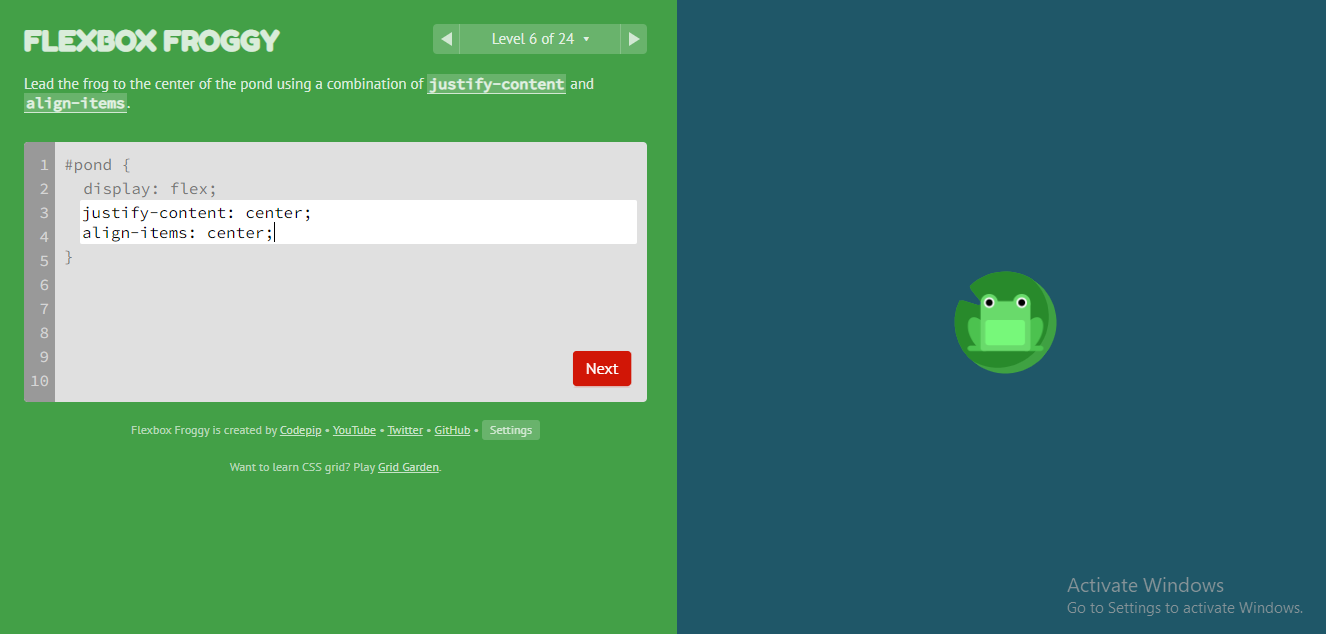 FLEXBOX FROGGY
◀ Level 6 of 24 ▾ ▶
Lead the frog to the center of the pond using a combination of justify-content and
align-items.
1 #pond {
2 display: flex;
3 justify-content: center;
4 align-items: center;
5 }
6
7
8
9
10
Next
Flexbox Froggy is created by Codepip • YouTube • Twitter • GitHub • Settings
Want to learn CSS grid? Play Grid Garden.
Activate Windows
Go to Settings to activate Windows.